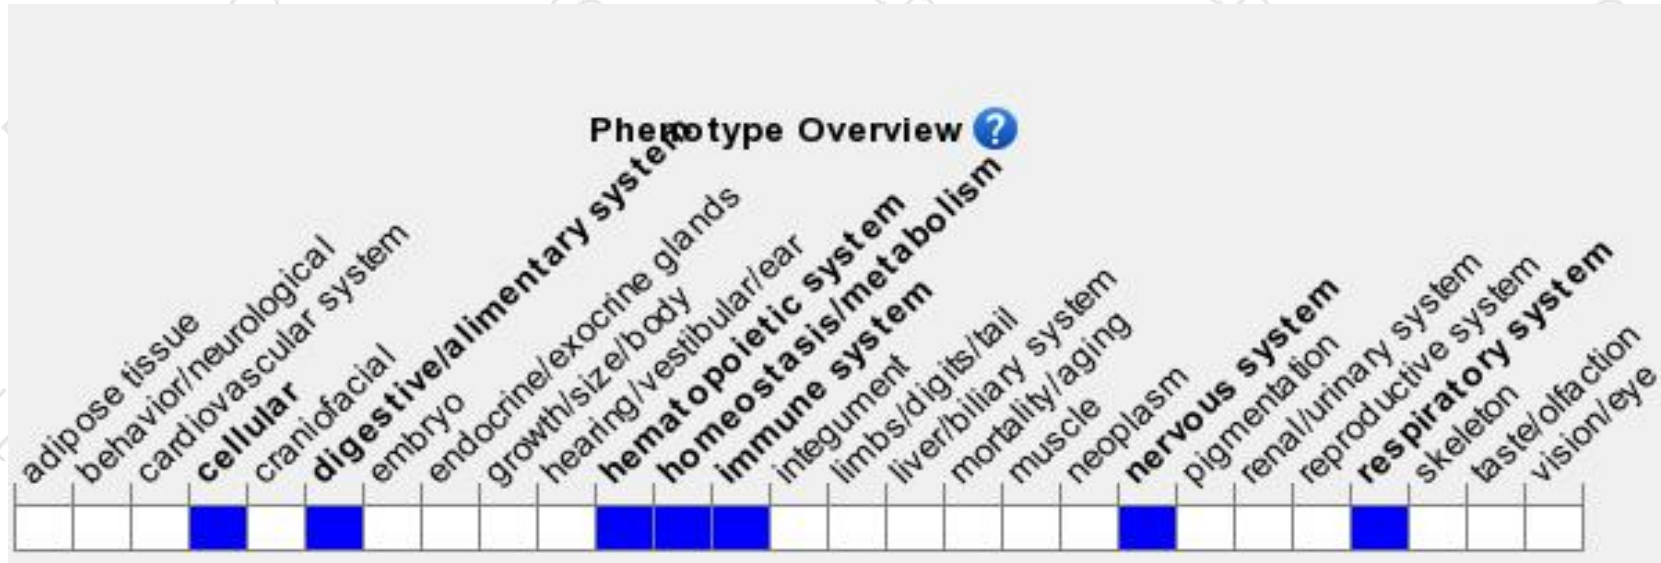 Phenotype Overview ?
adipose tissue
behavior/neurological
cardiovascular system
cellular
craniofacial
digestive/alimentary system
embryo
endocrine/exocrine glands
growth/size/body
hearing/vestibular/ear
hematopoietic system
homeostasis/metabolism
immune system
integument
limbs/digits/tail
liver/biliary system
mortality/aging
muscle
neoplasm
nervous system
pigmentation
renal/urinary system
reproductive system
respiratory system
skeleton
taste/olfaction
vision/eye